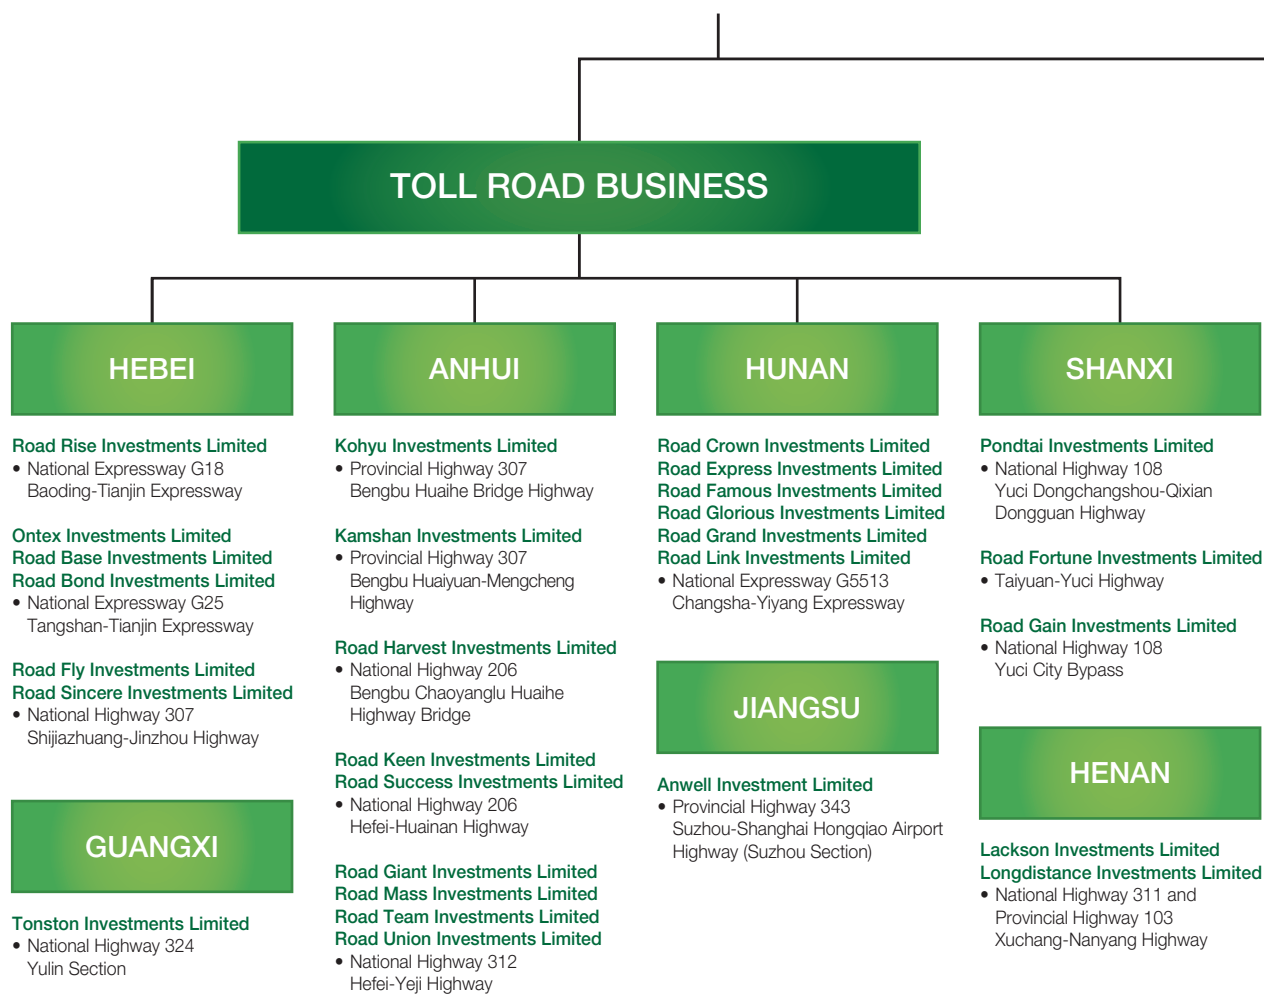 TOLL ROAD BUSINESS
HEBEI
Road Rise Investments Limited
• National Expressway G18
Baoding-Tianjin Expressway
Ontex Investments Limited
Road Base Investments Limited
Road Bond Investments Limited
• National Expressway G25
Tangshan-Tianjin Expressway
Road Fly Investments Limited
Road Sincere Investments Limited
• National Highway 307
Shijiazhuang-Jinzhou Highway
GUANGXI
Tonston Investments Limited
• National Highway 324
Yulin Section
ANHUI
Kohyu Investments Limited
• Provincial Highway 307
Bengbu Huaihe Bridge Highway
Kamshan Investments Limited
• Provincial Highway 307
Bengbu Huaiyuan-Mengcheng
Highway
Road Harvest Investments Limited
• National Highway 206
Bengbu Chaoyanglu Huaihe
Highway Bridge
Road Keen Investments Limited
Road Success Investments Limited
• National Highway 206
Hefei-Huainan Highway
Road Giant Investments Limited
Road Mass Investments Limited
Road Team Investments Limited
Road Union Investments Limited
• National Highway 312
Hefei-Yeji Highway
HUNAN
Road Crown Investments Limited
Road Express Investments Limited
Road Famous Investments Limited
Road Glorious Investments Limited
Road Grand Investments Limited
Road Link Investments Limited
• National Expressway G5513
Changsha-Yiyang Expressway
JIANGSU
Anwell Investment Limited
• Provincial Highway 343
Suzhou-Shanghai Hongqiao Airport
Highway (Suzhou Section)
SHANXI
Pondtai Investments Limited
• National Highway 108
Yuci Dongchangshou-Qixian
Dongguan Highway
Road Fortune Investments Limited
• Taiyuan-Yuci Highway
Road Gain Investments Limited
• National Highway 108
Yuci City Bypass
HENAN
Lackson Investments Limited
Longdistance Investments Limited
• National Highway 311 and
Provincial Highway 103
Xuchang-Nanyang Highway